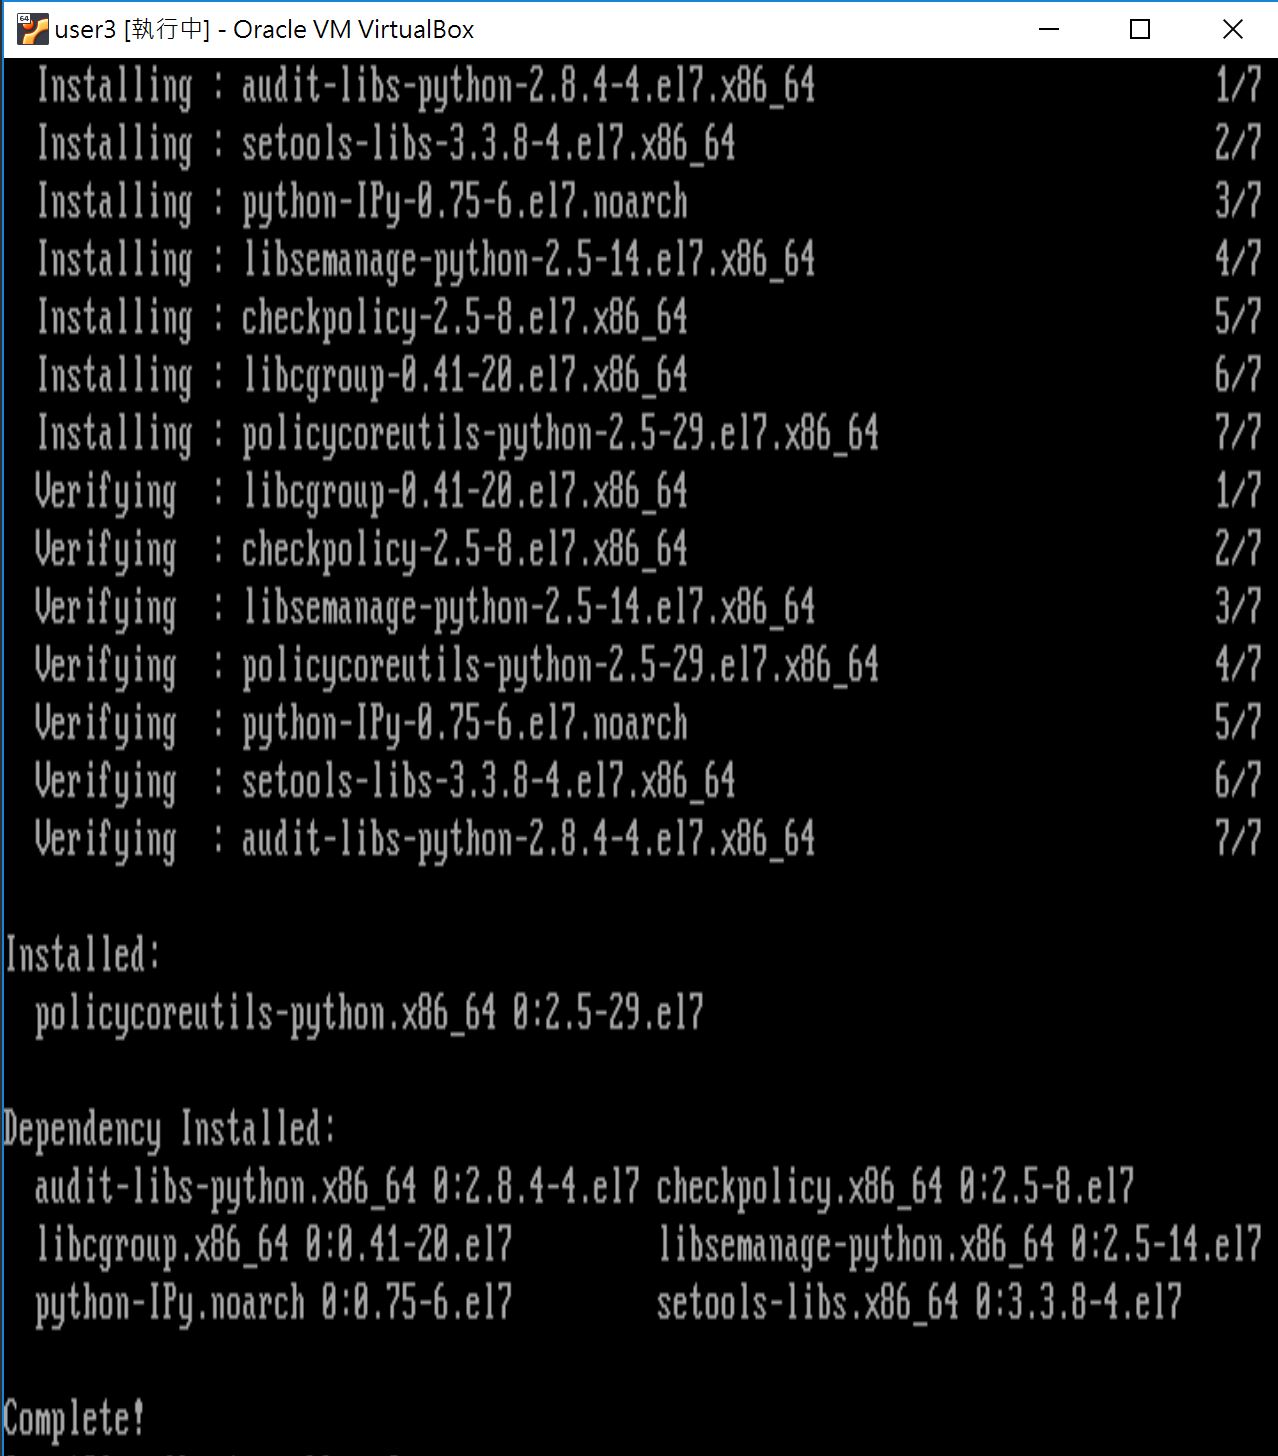 64
user3 [執行中] - Oracle VM VirtualBox
Installing : audit-libs-python-2.8.4-4.el7.x86_64 1/7
Installing : setools-libs-3.3.8-4.el7.x86_64 2/7
Installing : python-IPy-0.75-6.el7.noarch 3/7
Installing : libsemanage-python-2.5-14.el7.x86_64 4/7
Installing : checkpolicy-2.5-8.el7.x86_64 5/7
Installing : libcgroup-0.41-20.el7.x86_64 6/7
Installing : policycoreutils-python-2.5-29.el7.x86_64 7/7
Verifying  : libcgroup-0.41-20.el7.x86_64 1/7
Verifying  : checkpolicy-2.5-8.el7.x86_64 2/7
Verifying  : libsemanage-python-2.5-14.el7.x86_64 3/7
Verifying  : policycoreutils-python-2.5-29.el7.x86_64 4/7
Verifying  : python-IPy-0.75-6.el7.noarch 5/7
Verifying  : setools-libs-3.3.8-4.el7.x86_64 6/7
Verifying  : audit-libs-python-2.8.4-4.el7.x86_64 7/7
Installed:
policycoreutils-python.x86_64 0:2.5-29.el7
Dependency Installed:
audit-libs-python.x86_64 0:2.8.4-4.el7 checkpolicy.x86_64 0:2.5-8.el7
libcgroup.x86_64 0:0.41-20.el7 libsemanage-python.x86_64 0:2.5-14.el7
python-IPy.noarch 0:0.75-6.el7 setools-libs.x86_64 0:3.3.8-4.el7
Complete!